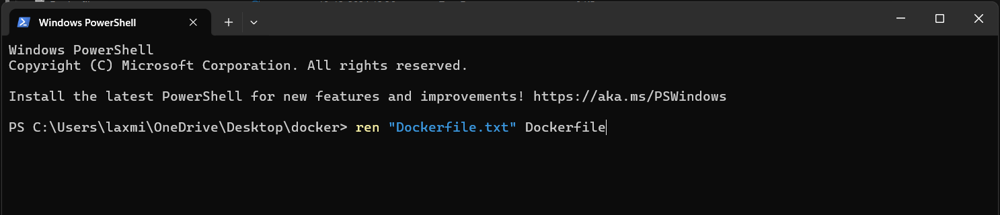 Windows PowerShell
Windows PowerShell
Copyright (C) Microsoft Corporation. All rights reserved.
Install the latest PowerShell for new features and improvements! https://aka.ms/PSWindows
PS C:\Users\laxmi\OneDrive\Desktop\docker> ren "Dockerfile.txt" Dockerfile